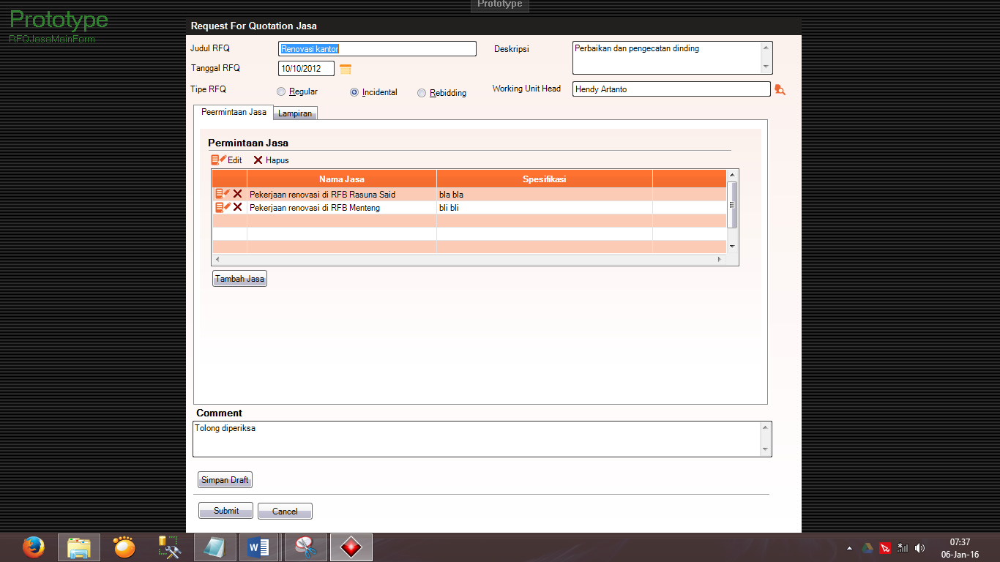 Prototype
Prototype
RFQJasaMainForm
Request For Quotation Jasa
Judul RFQ
Renovasi kantor
Deskripsi
Perbaikan dan pengecatan dinding
Tanggal RFQ
10/10/2012
Tipe RFQ
Regular
Incidental
Rebidding
Working Unit Head
Hendy Artanto
Peermintaan Jasa
Lampiran
Permintaan Jasa
Edit
Hapus
Nama Jasa
Spesifikasi
Pekerjaan renovasi di RFB Rasuna Said
bla bla
Pekerjaan renovasi di RFB Menteng
bli bli
Tambah Jasa
Comment
Tolong diperiksa
Simpan Draft
Submit
Cancel
07:37
06-Jan-16